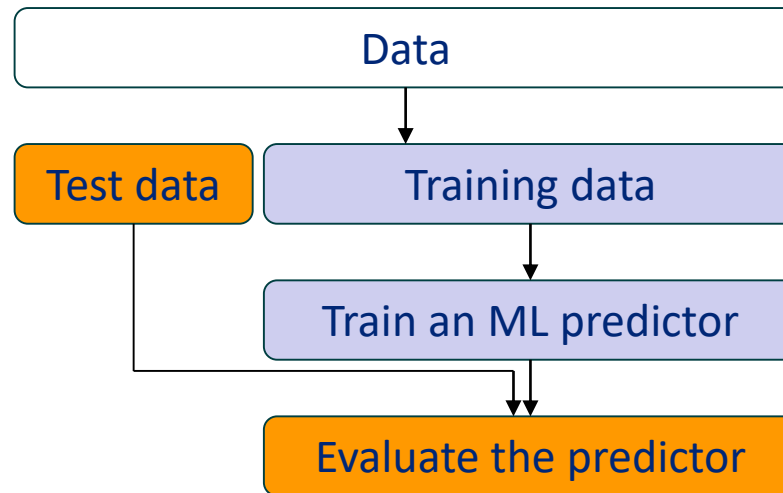 Data
Test data
Training data
Train an ML predictor
Evaluate the predictor